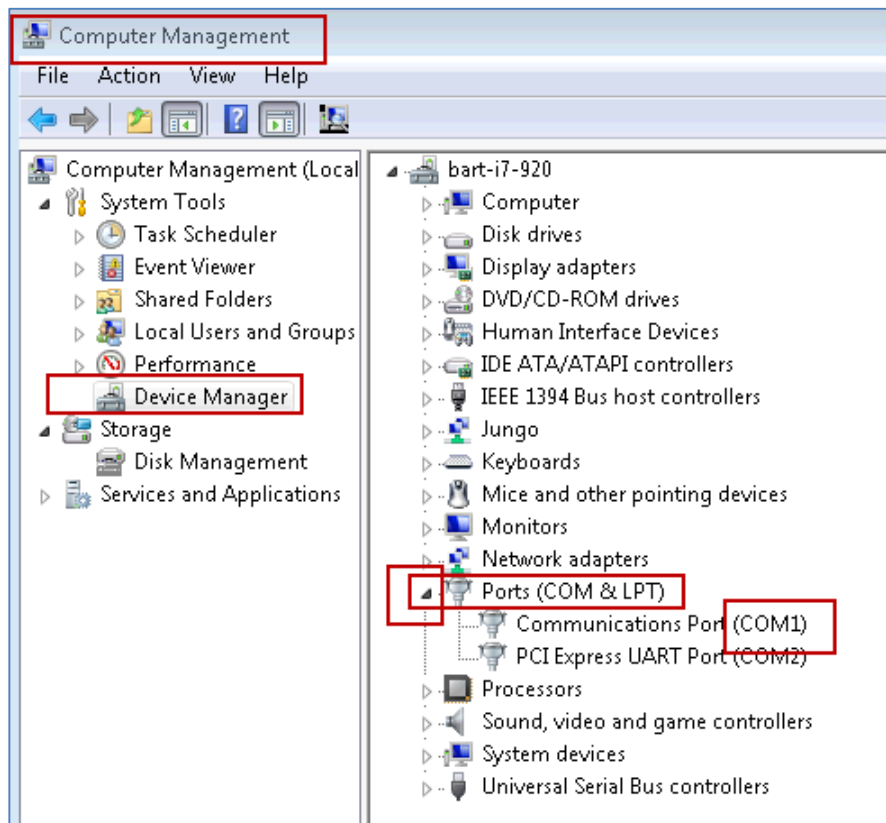 Computer Management
File Action View Help
Computer Management (Local
System Tools
Task Scheduler
Event Viewer
Shared Folders
Local Users and Groups
Performance
Device Manager
Storage
Disk Management
Services and Applications
bart-i7-920
Computer
Disk drives
Display adapters
DVD/CD-ROM drives
Human Interface Devices
IDE ATA/ATAPI controllers
IEEE 1394 Bus host controllers
Jungo
Keyboards
Mice and other pointing devices
Monitors
Network adapters
Ports (COM & LPT)
Communications Port (COM1)
PCI Express UART Port (COM2)
Processors
Sound, video and game controllers
System devices
Universal Serial Bus controllers